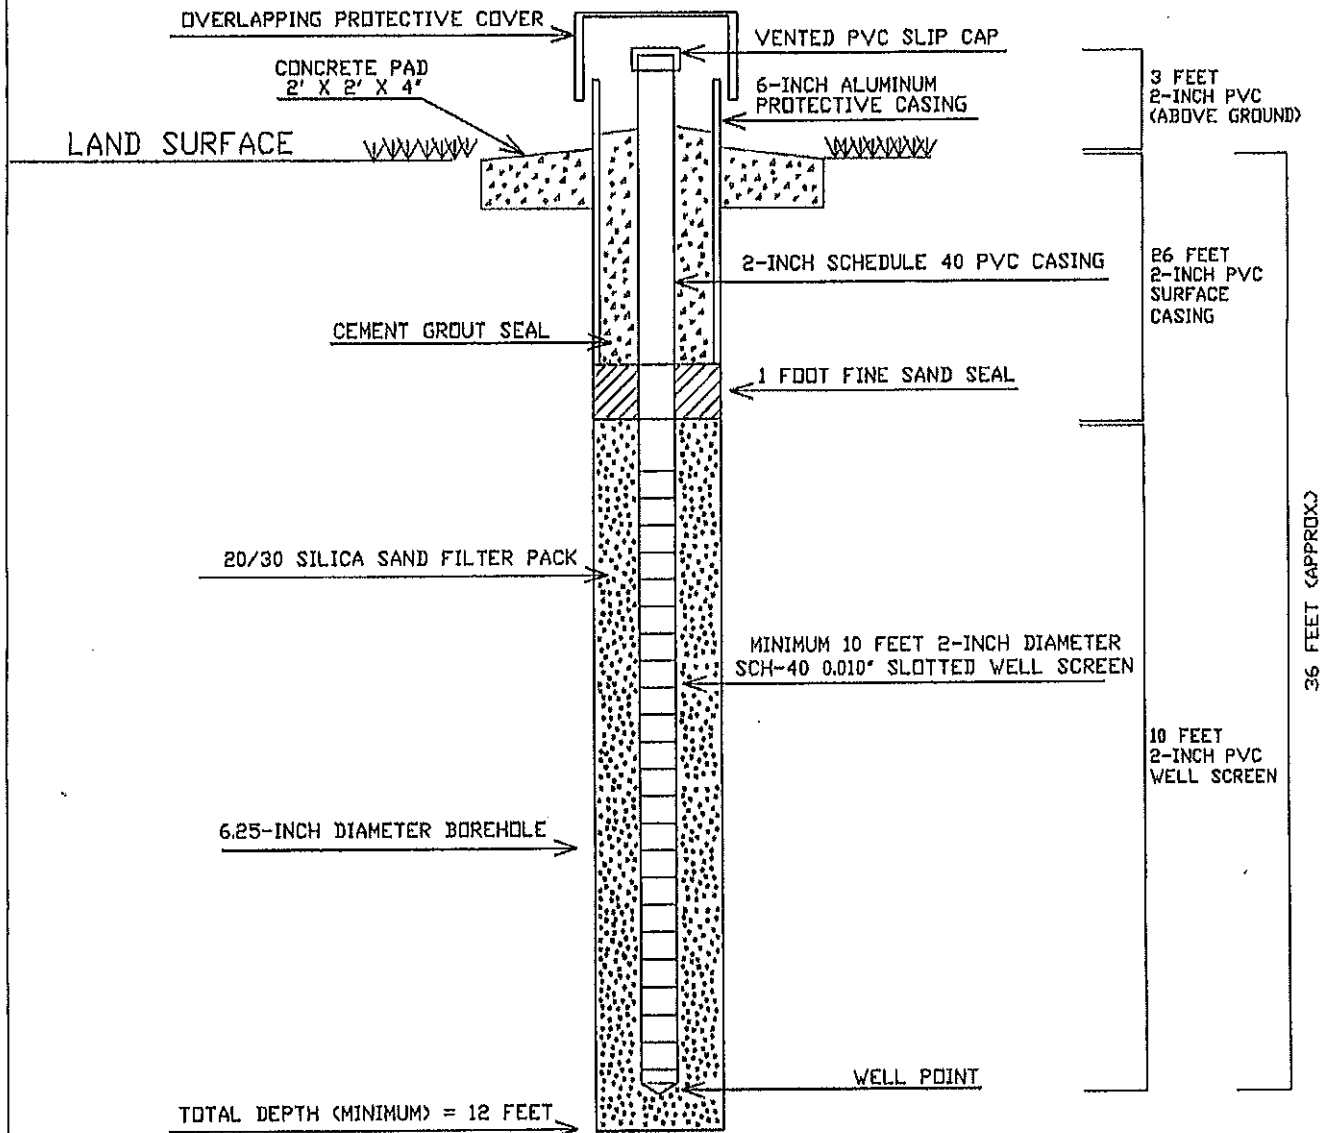 OVERLAPPING PROTECTIVE COVER
VENTED PVC SLIP CAP
CONCRETE PAD
2' X 2' X 4"
6-INCH ALUMINUM
PROTECTIVE CASING
3 FEET
2-INCH PVC
(ABOVE GROUND)
LAND SURFACE
2-INCH SCHEDULE 40 PVC CASING
26 FEET
2-INCH PVC
SURFACE
CASING
CEMENT GROUT SEAL
1 FOOT FINE SAND SEAL
20/30 SILICA SAND FILTER PACK
MINIMUM 10 FEET 2-INCH DIAMETER
SCH-40 0.010" SLOTTED WELL SCREEN
36 FEET (APPROX)
10 FEET
2-INCH PVC
WELL SCREEN
6.25-INCH DIAMETER BOREHOLE
WELL POINT
TOTAL DEPTH (MINIMUM) = 12 FEET